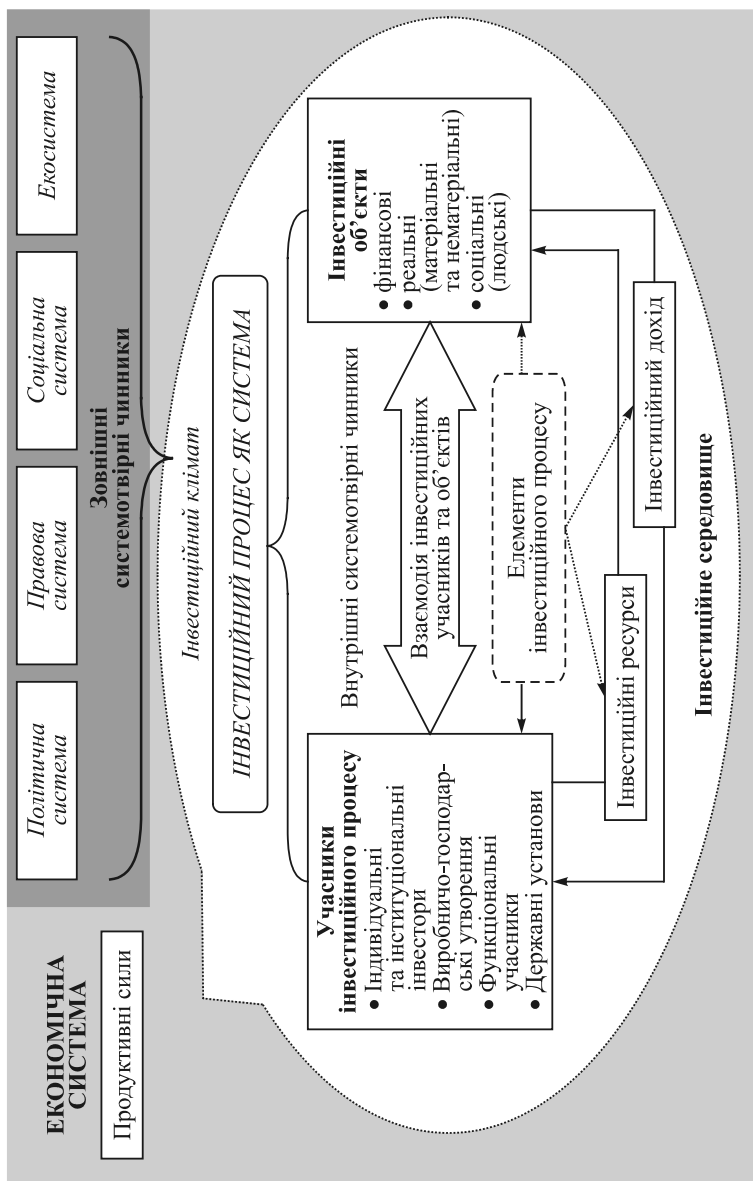 ЕКОНОМІЧНА
СИСТЕМА
Продуктивні сили
Політична
система
Правова
система
Соціальна
система
Екосистема
Зовнішні
системотвірні чинники
Інвестиційний клімат
ІНВЕСТИЦІЙНИЙ ПРОЦЕС ЯК СИСТЕМА
Учасники
інвестиційного процесу
• Індивідуальні
та інституціональні
інвестори
• Виробничо-господар-
ські утворення
• Функціональні
учасники
• Державні установи
Внутрішні системотвірні чинники
Взаємодія інвестиційних
учасників та об’єктів
Елементи
інвестиційного процесу
Інвестиційні
об’єкти
• фінансові
• реальні
(матеріальні
та нематеріальні)
• соціальні
(людські)
Інвестиційні ресурси
Інвестиційний дохід
Інвестиційне середовище